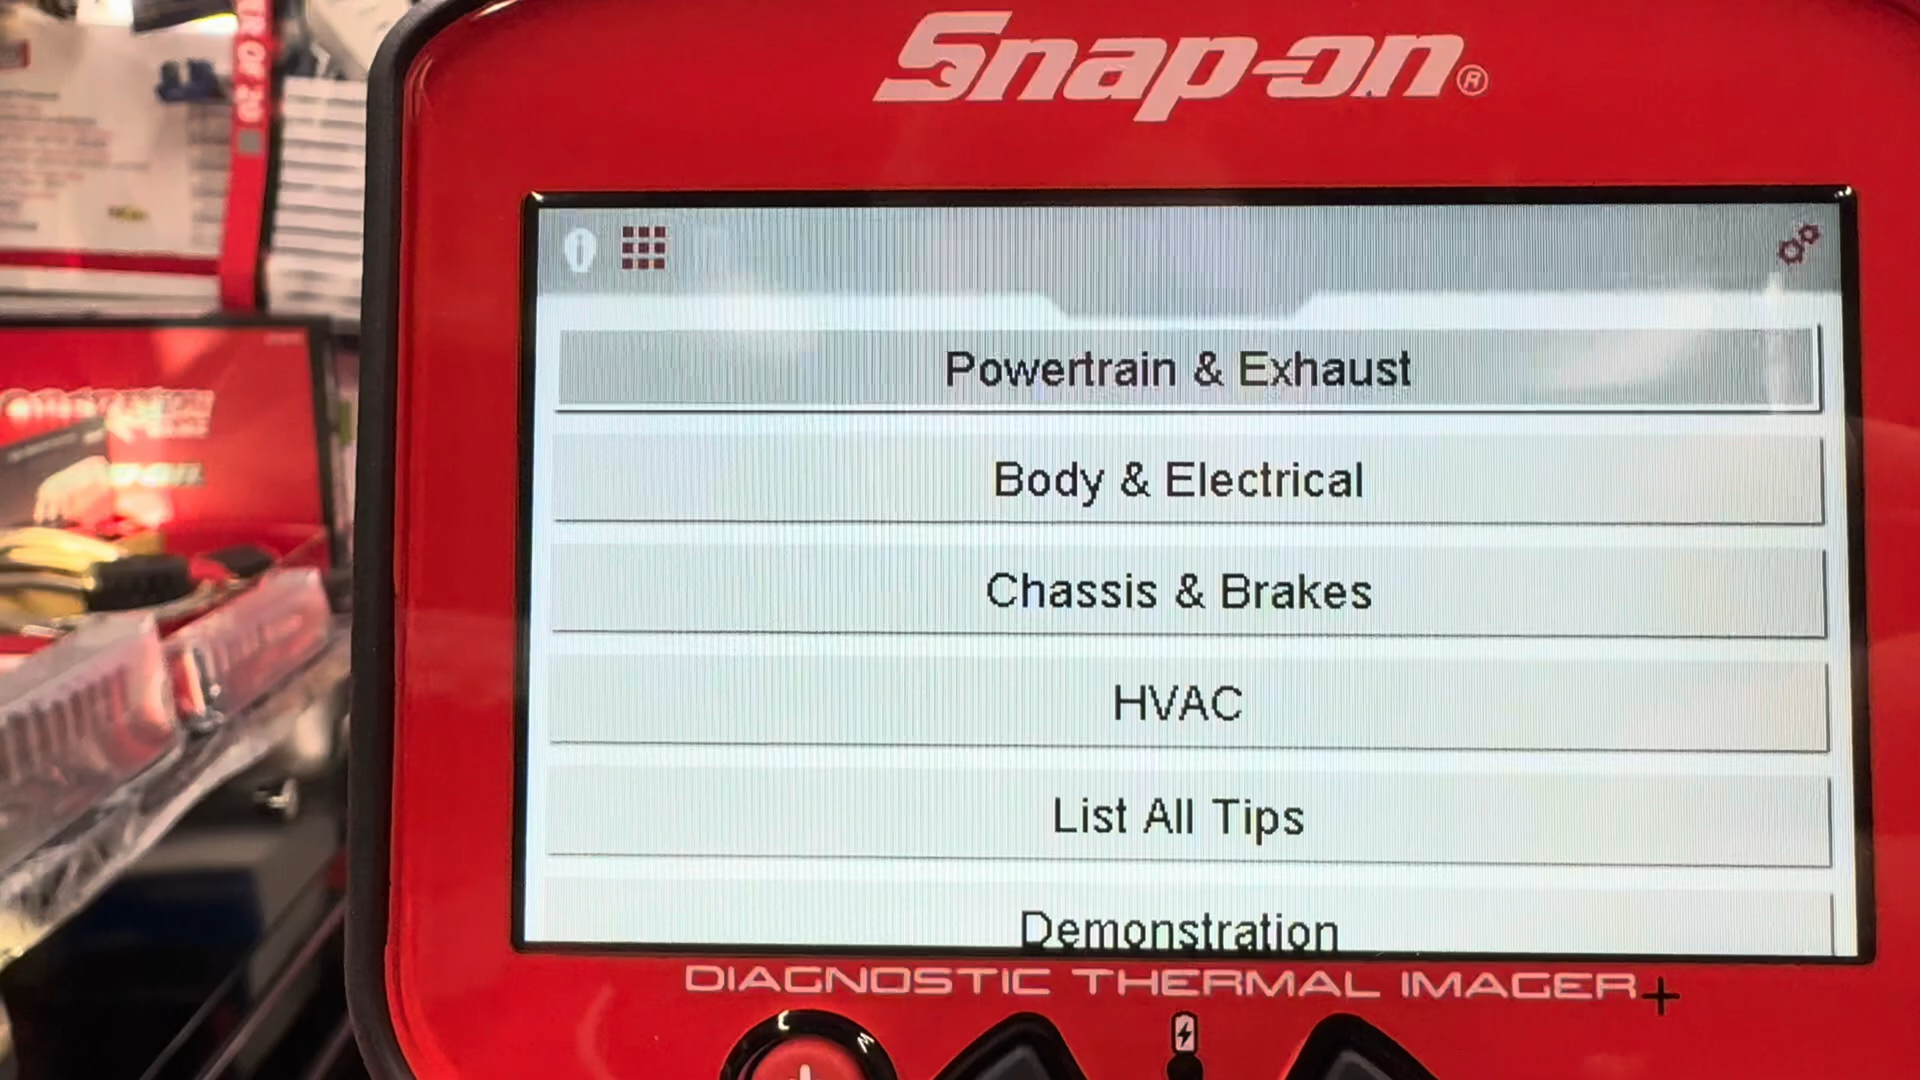 Snap-on®
Powertrain & Exhaust
Body & Electrical
Chassis & Brakes
HVAC
List All Tips
Demonstration
DIAGNOSTIC THERMAL IMAGER+